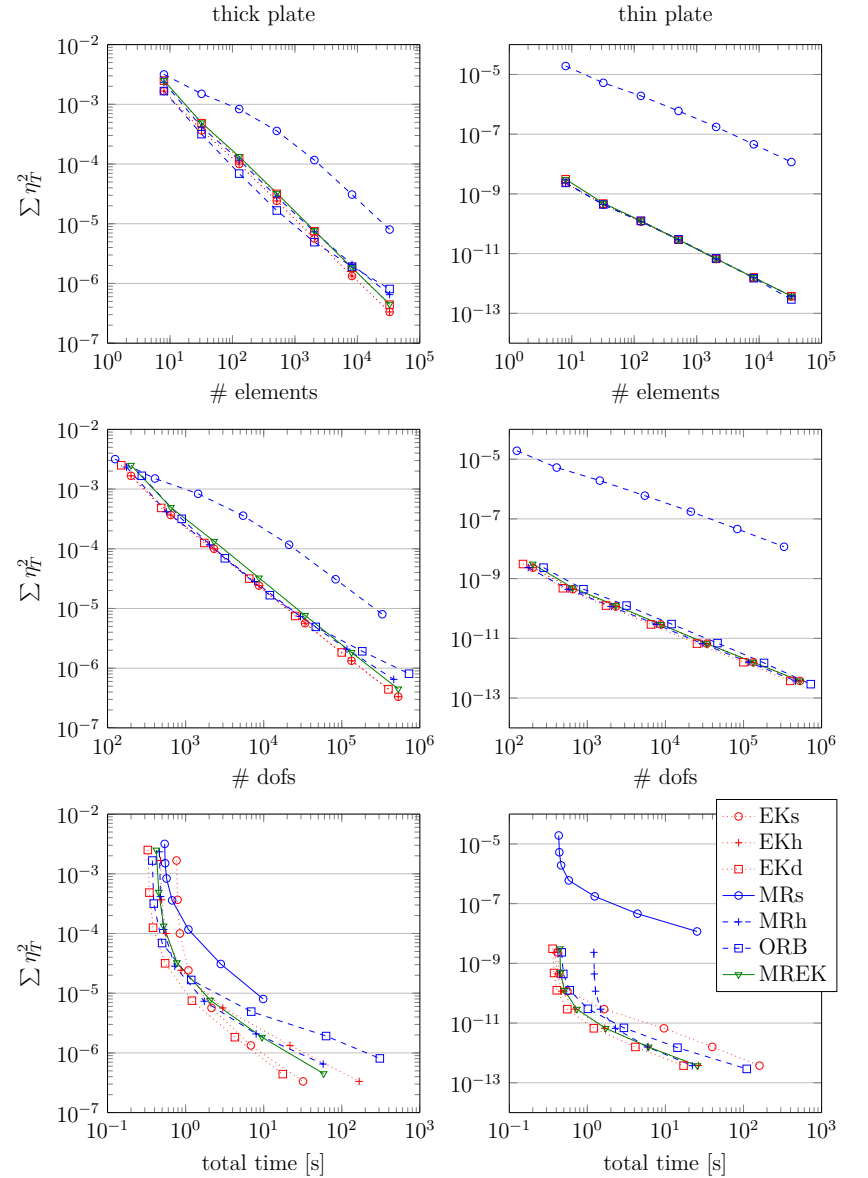 thick plate
10^−2
10^−3
10^−4
10^−5
10^−6
10^−7
∑ η_T^2
10^0 10^1 10^2 10^3 10^4 10^5
# elements
thin plate
10^−5
10^−7
10^−9
10^−11
10^−13
10^0 10^1 10^2 10^3 10^4 10^5
# elements
10^−2
10^−3
10^−4
10^−5
10^−6
10^−7
∑ η_T^2
10^2 10^3 10^4 10^5 10^6
# dofs
10^−5
10^−7
10^−9
10^−11
10^−13
10^2 10^3 10^4 10^5 10^6
# dofs
10^−2
10^−3
10^−4
10^−5
10^−6
10^−7
∑ η_T^2
10^−1 10^0 10^1 10^2 10^3
total time [s]
10^−5
10^−7
10^−9
10^−11
10^−13
10^−1 10^0 10^1 10^2 10^3
total time [s]
EKs
EKh
EKd
MRs
MRh
ORB
MREK